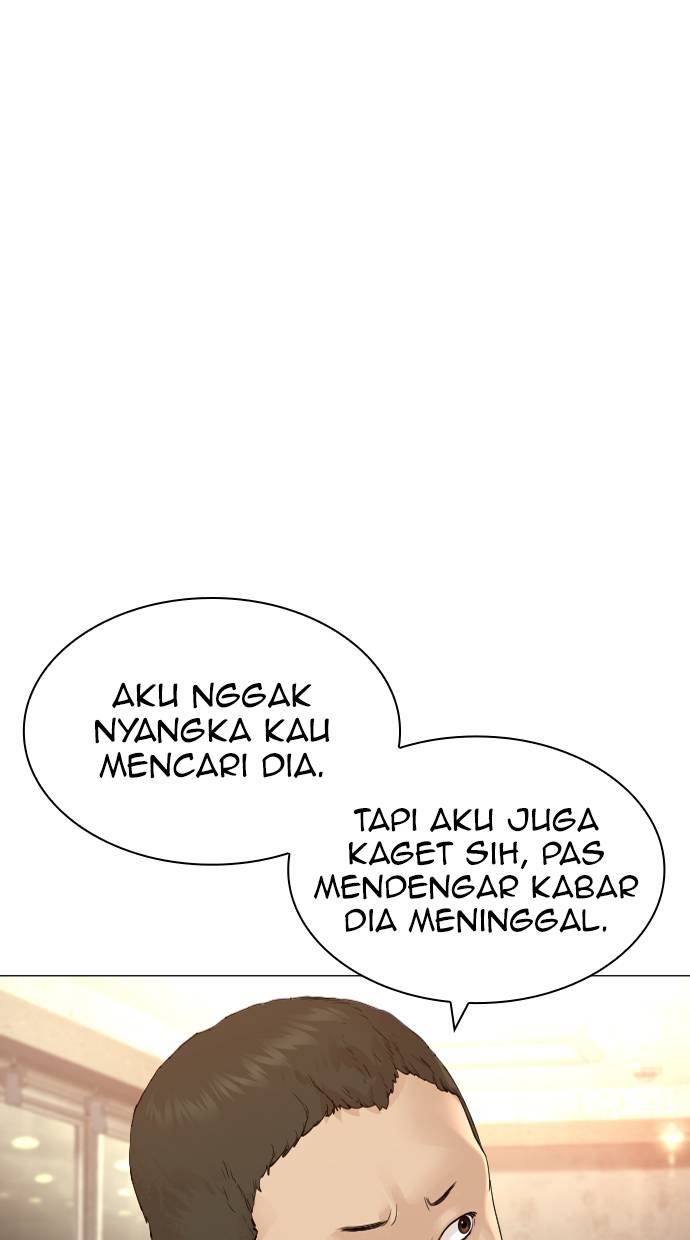 AKU NGGAK
NYANGKA KAU
MENCARI DIA.
TAPI AKU JUGA
KAGET SIH, PAS
MENDENGAR KABAR
DIA MENINGGAL.